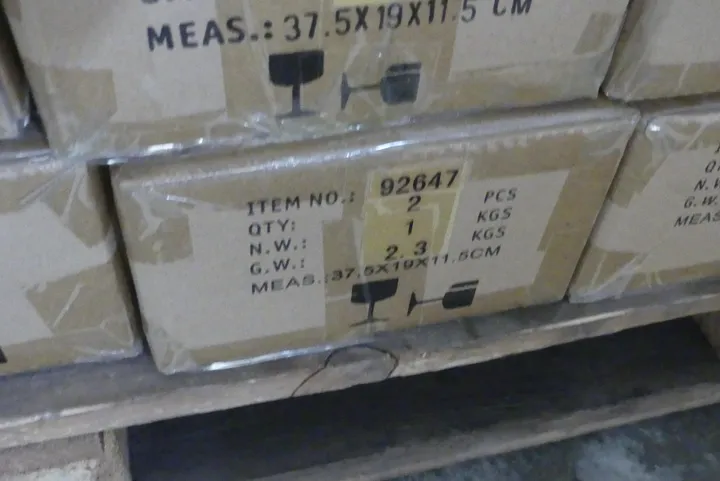 MEAS.: 37.5X19X11.5 CM
ITEM NO.: 92647
QTY: 2 PCS
N.W.: 1 KGS
G.W.: 2.3 KGS
MEAS.:37.5X19X11.5CM
N.W
G.W.
MEAS